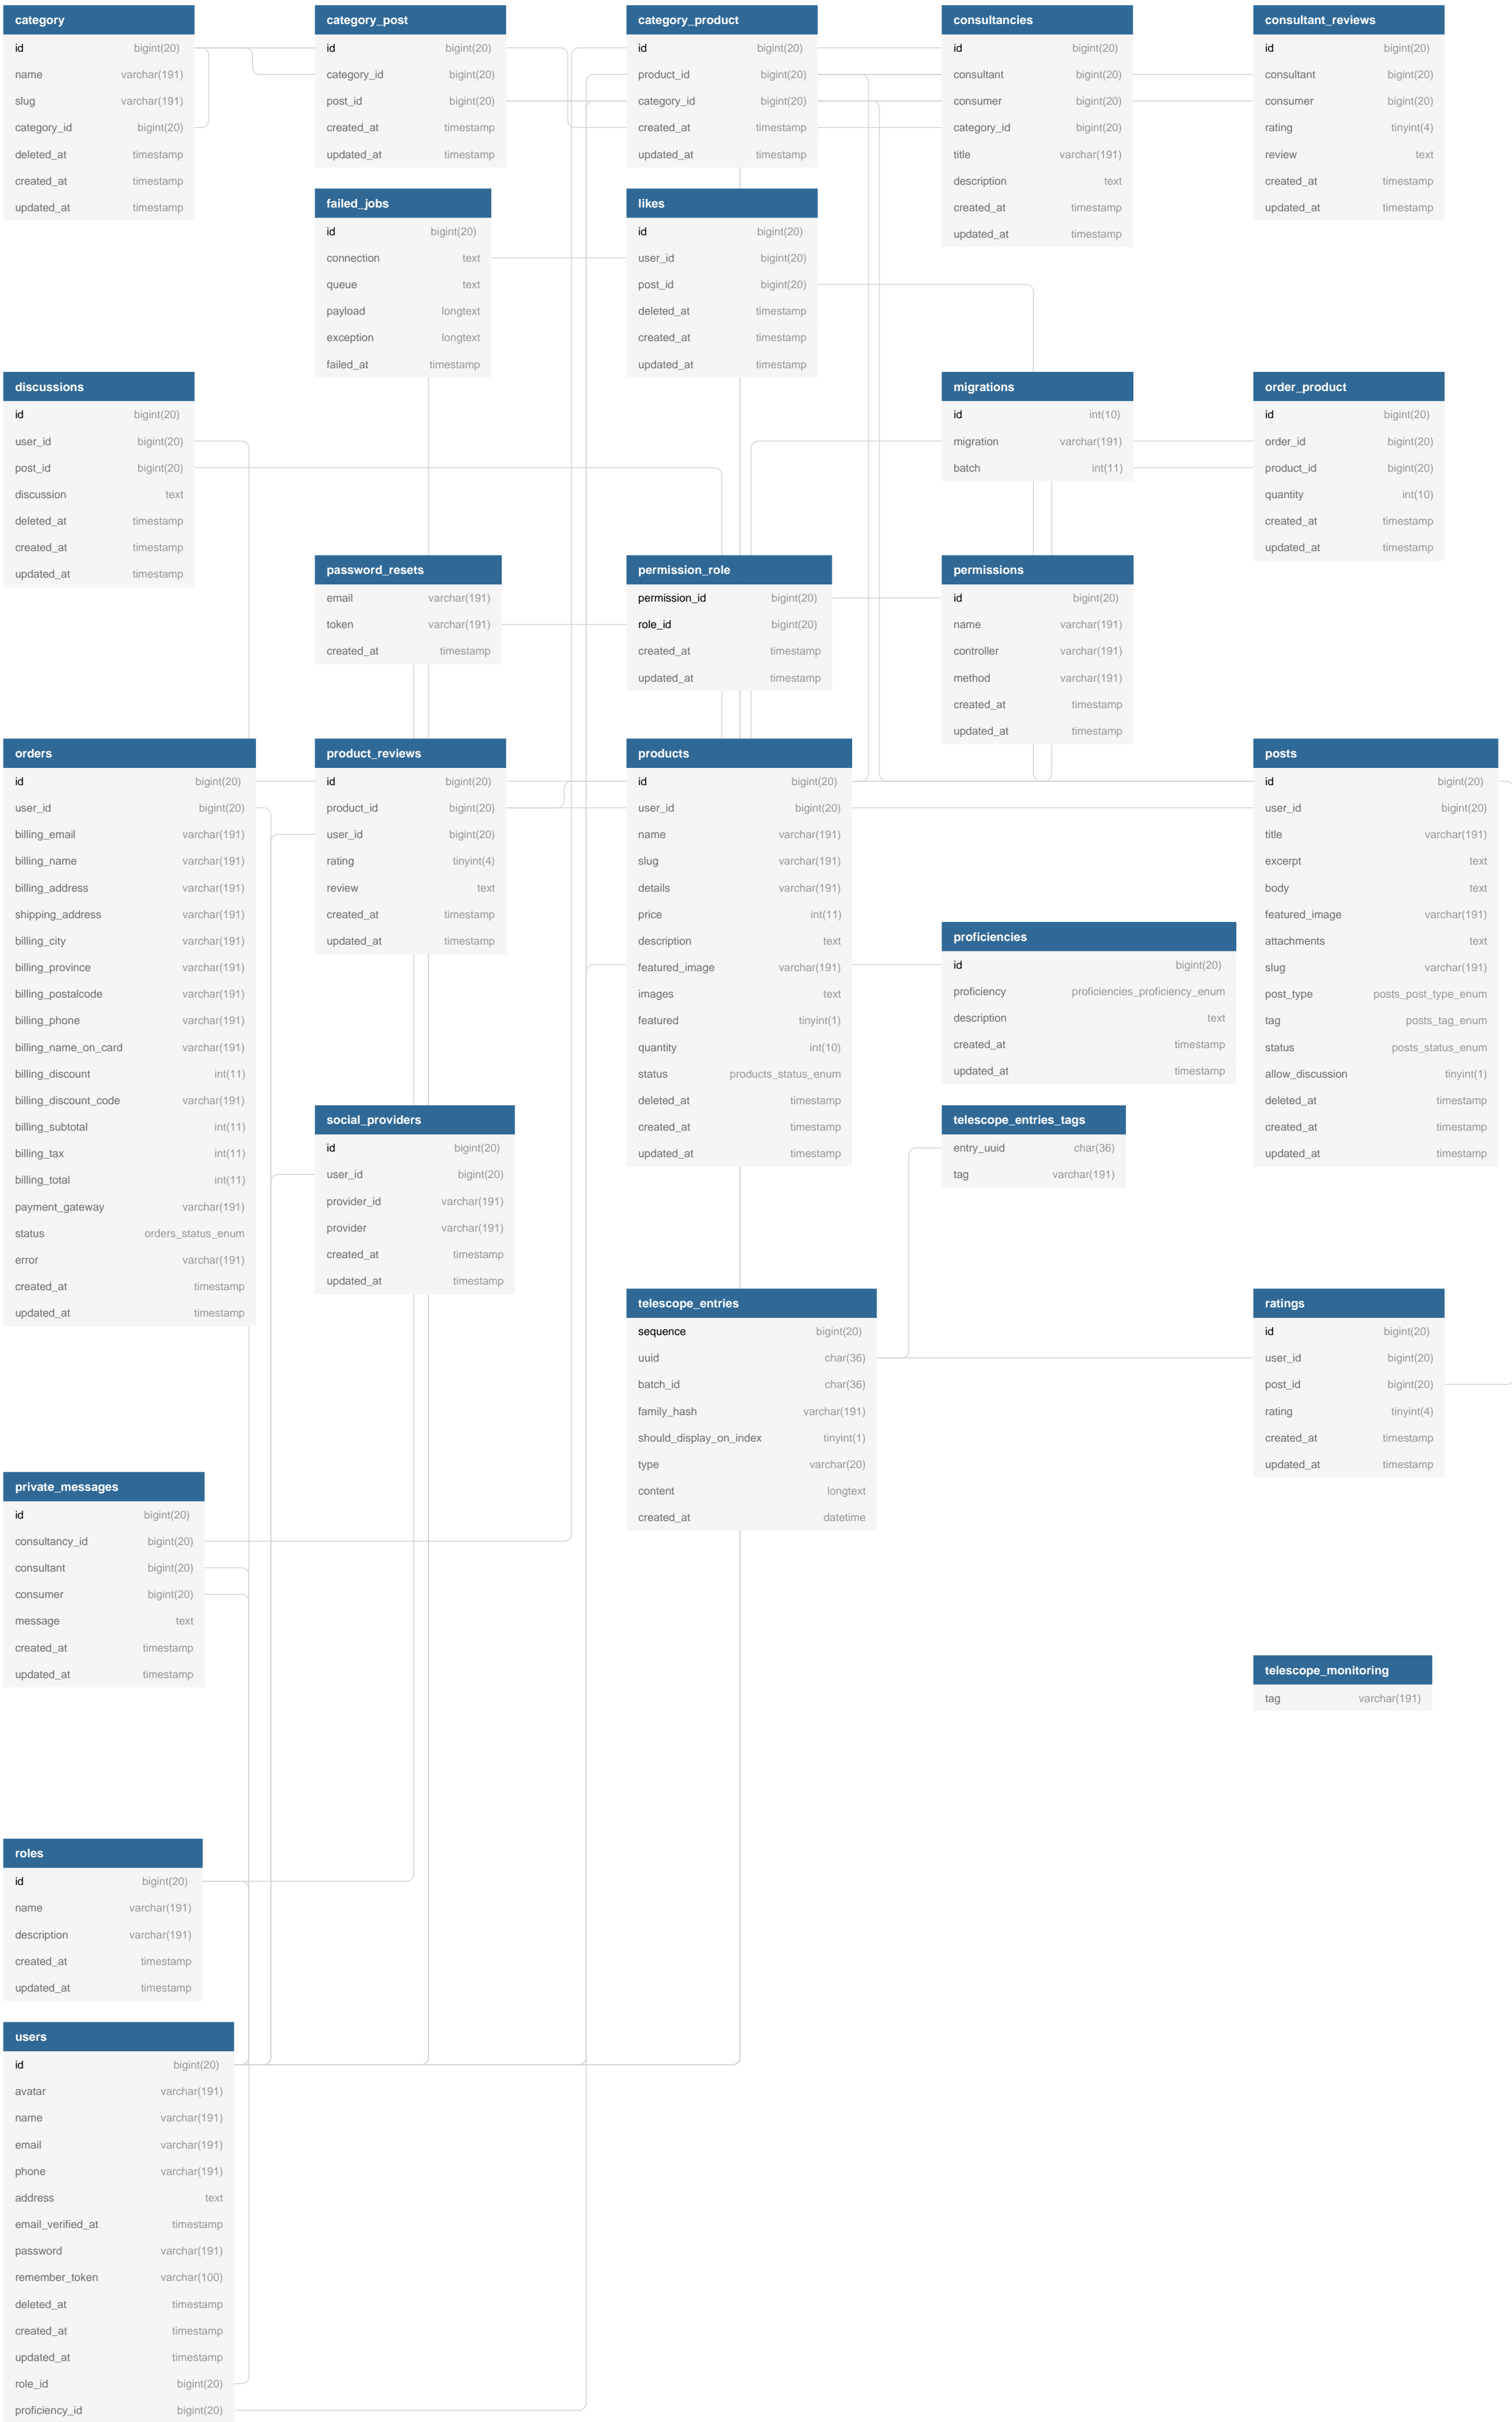 category
id bigint(20)
name varchar(191)
slug varchar(191)
category_id bigint(20)
deleted_at timestamp
created_at timestamp
updated_at timestamp
category_post
id bigint(20)
category_id bigint(20)
post_id bigint(20)
created_at timestamp
updated_at timestamp
category_product
id bigint(20)
product_id bigint(20)
category_id bigint(20)
created_at timestamp
updated_at timestamp
consultancies
id bigint(20)
consultant bigint(20)
consumer bigint(20)
category_id bigint(20)
title varchar(191)
description text
created_at timestamp
updated_at timestamp
consultant_reviews
id bigint(20)
consultant bigint(20)
consumer bigint(20)
rating tinyint(4)
review text
created_at timestamp
updated_at timestamp
failed_jobs
id bigint(20)
connection text
queue text
payload longtext
exception longtext
failed_at timestamp
likes
id bigint(20)
user_id bigint(20)
post_id bigint(20)
deleted_at timestamp
created_at timestamp
updated_at timestamp
discussions
id bigint(20)
user_id bigint(20)
post_id bigint(20)
discussion text
deleted_at timestamp
created_at timestamp
updated_at timestamp
migrations
id int(10)
migration varchar(191)
batch int(11)
order_product
id bigint(20)
order_id bigint(20)
product_id bigint(20)
quantity int(10)
created_at timestamp
updated_at timestamp
password_resets
email varchar(191)
token varchar(191)
created_at timestamp
permission_role
permission_id bigint(20)
role_id bigint(20)
created_at timestamp
updated_at timestamp
permissions
id bigint(20)
name varchar(191)
controller varchar(191)
method varchar(191)
created_at timestamp
updated_at timestamp
orders
id bigint(20)
user_id bigint(20)
billing_email varchar(191)
billing_name varchar(191)
billing_address varchar(191)
shipping_address varchar(191)
billing_city varchar(191)
billing_province varchar(191)
billing_postalcode varchar(191)
billing_phone varchar(191)
billing_name_on_card varchar(191)
billing_discount int(11)
billing_discount_code varchar(191)
billing_subtotal int(11)
billing_tax int(11)
billing_total int(11)
payment_gateway varchar(191)
status orders_status_enum
error varchar(191)
created_at timestamp
updated_at timestamp
product_reviews
id bigint(20)
product_id bigint(20)
user_id bigint(20)
rating tinyint(4)
review text
created_at timestamp
updated_at timestamp
products
id bigint(20)
user_id bigint(20)
name varchar(191)
slug varchar(191)
details varchar(191)
price int(11)
description text
featured_image varchar(191)
images text
featured tinyint(1)
quantity int(10)
status products_status_enum
deleted_at timestamp
created_at timestamp
updated_at timestamp
posts
id bigint(20)
user_id bigint(20)
title varchar(191)
excerpt text
body text
featured_image varchar(191)
attachments text
slug varchar(191)
post_type posts_post_type_enum
tag posts_tag_enum
status posts_status_enum
allow_discussion tinyint(1)
deleted_at timestamp
created_at timestamp
updated_at timestamp
proficiencies
id bigint(20)
proficiency proficiencies_proficiency_enum
description text
created_at timestamp
updated_at timestamp
social_providers
id bigint(20)
user_id bigint(20)
provider_id varchar(191)
provider varchar(191)
created_at timestamp
updated_at timestamp
telescope_entries_tags
entry_uuid char(36)
tag varchar(191)
telescope_entries
sequence bigint(20)
uuid char(36)
batch_id char(36)
family_hash varchar(191)
should_display_on_index tinyint(1)
type varchar(20)
content longtext
created_at datetime
ratings
id bigint(20)
user_id bigint(20)
post_id bigint(20)
rating tinyint(4)
created_at timestamp
updated_at timestamp
private_messages
id bigint(20)
consultancy_id bigint(20)
consultant bigint(20)
consumer bigint(20)
message text
created_at timestamp
updated_at timestamp
telescope_monitoring
tag varchar(191)
roles
id bigint(20)
name varchar(191)
description varchar(191)
created_at timestamp
updated_at timestamp
users
id bigint(20)
avatar varchar(191)
name varchar(191)
email varchar(191)
phone varchar(191)
address text
email_verified_at timestamp
password varchar(191)
remember_token varchar(100)
deleted_at timestamp
created_at timestamp
updated_at timestamp
role_id bigint(20)
proficiency_id bigint(20)